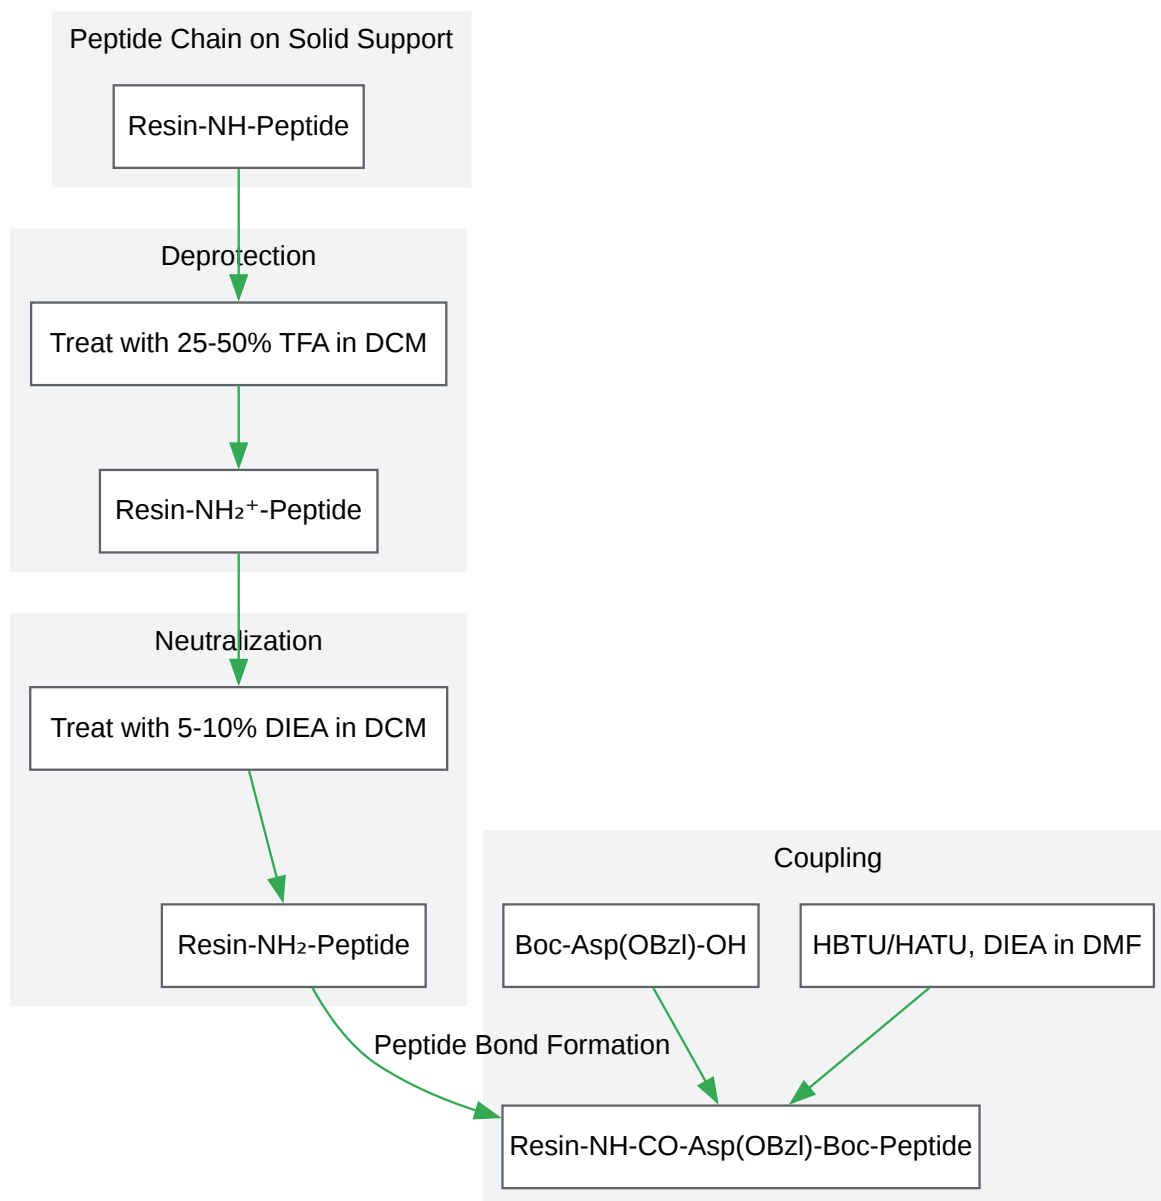 Peptide Chain on Solid Support
Resin-NH-Peptide
Deprotection
Treat with 25-50% TFA in DCM
Resin-NH₂⁺-Peptide
Neutralization
Treat with 5-10% DIEA in DCM
Resin-NH₂-Peptide
Coupling
Boc-Asp(OBzl)-OH
HBTU/HATU, DIEA in DMF
Peptide Bond Formation
Resin-NH-CO-Asp(OBzl)-Boc-Peptide